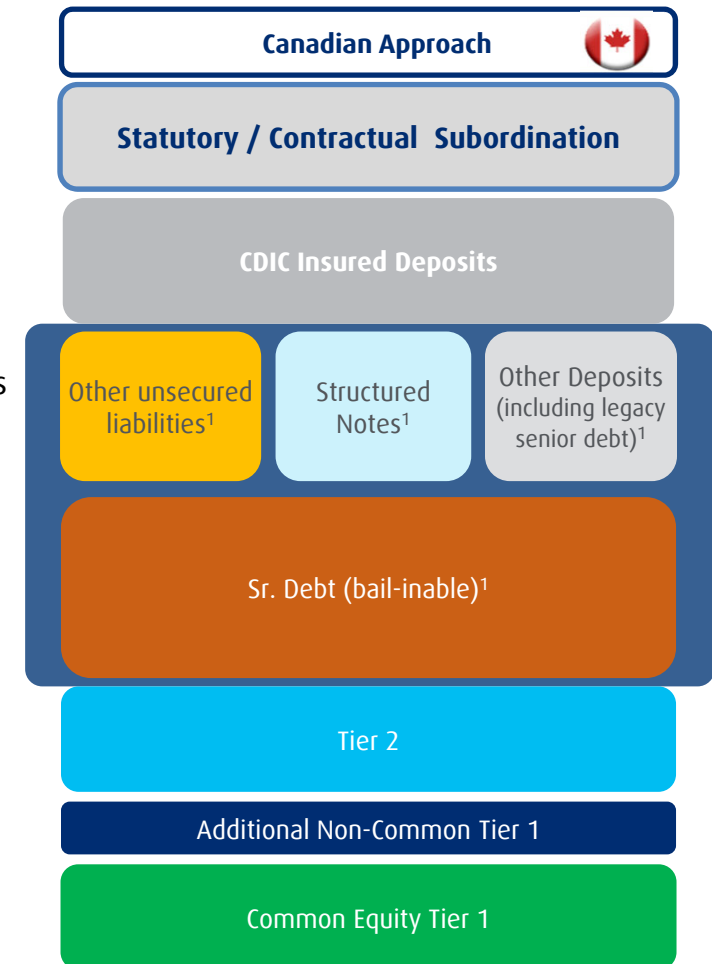 Canadian Approach
Statutory / Contractual Subordination
CDIC Insured Deposits
s
Other unsecured
liabilities¹
Structured
Notes¹
Other Deposits
(including legacy
senior debt)¹
Sr. Debt (bail-inable)¹
Tier 2
Additional Non-Common Tier 1
Common Equity Tier 1